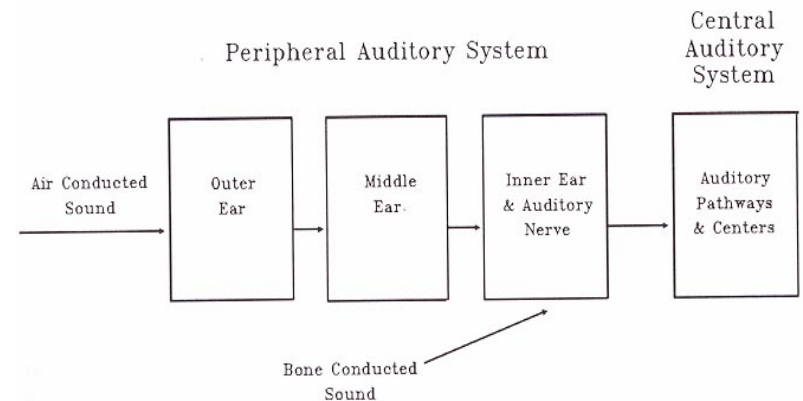 Peripheral Auditory System
Central
Auditory
System
Air Conducted
Sound
Outer
Ear
Middle
Ear
Inner Ear
& Auditory
Nerve
Auditory
Pathways
& Centers
Bone Conducted
Sound